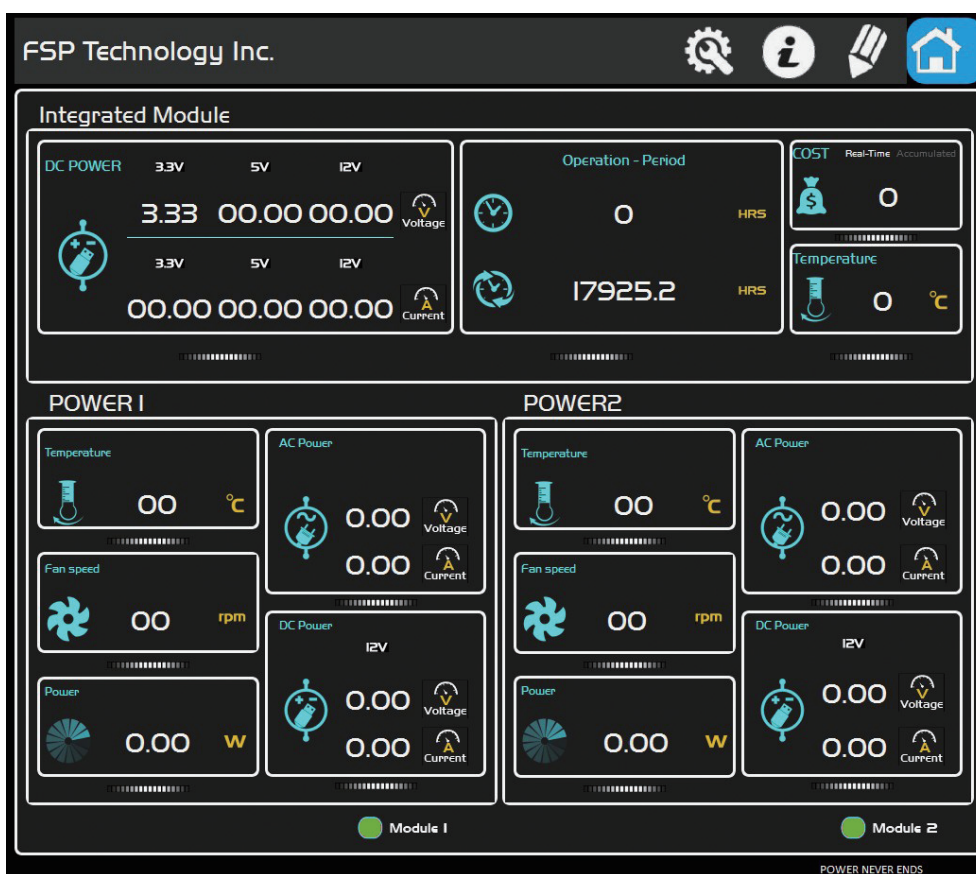 FSP Technology Inc.
Integrated Module
DC POWER 3.3V 5V 12V
3.33 00.00 00.00 V Voltage
3.3V 5V 12V
00.00 00.00 00.00 A Current
Operation - Period
0 HRS
17925.2 HRS
COST Real-Time Accumulated
0
Temperature
0 °C
POWER 1
Temperature
00 °C
Fan speed
00 rpm
Power
0.00 W
AC Power
0.00 V Voltage
0.00 A Current
DC Power
12V
0.00 V Voltage
0.00 A Current
Module 1
POWER2
Temperature
00 °C
Fan speed
00 rpm
Power
0.00 W
AC Power
0.00 V Voltage
0.00 A Current
DC Power
12V
0.00 V Voltage
0.00 A Current
Module 2
POWER NEVER ENDS